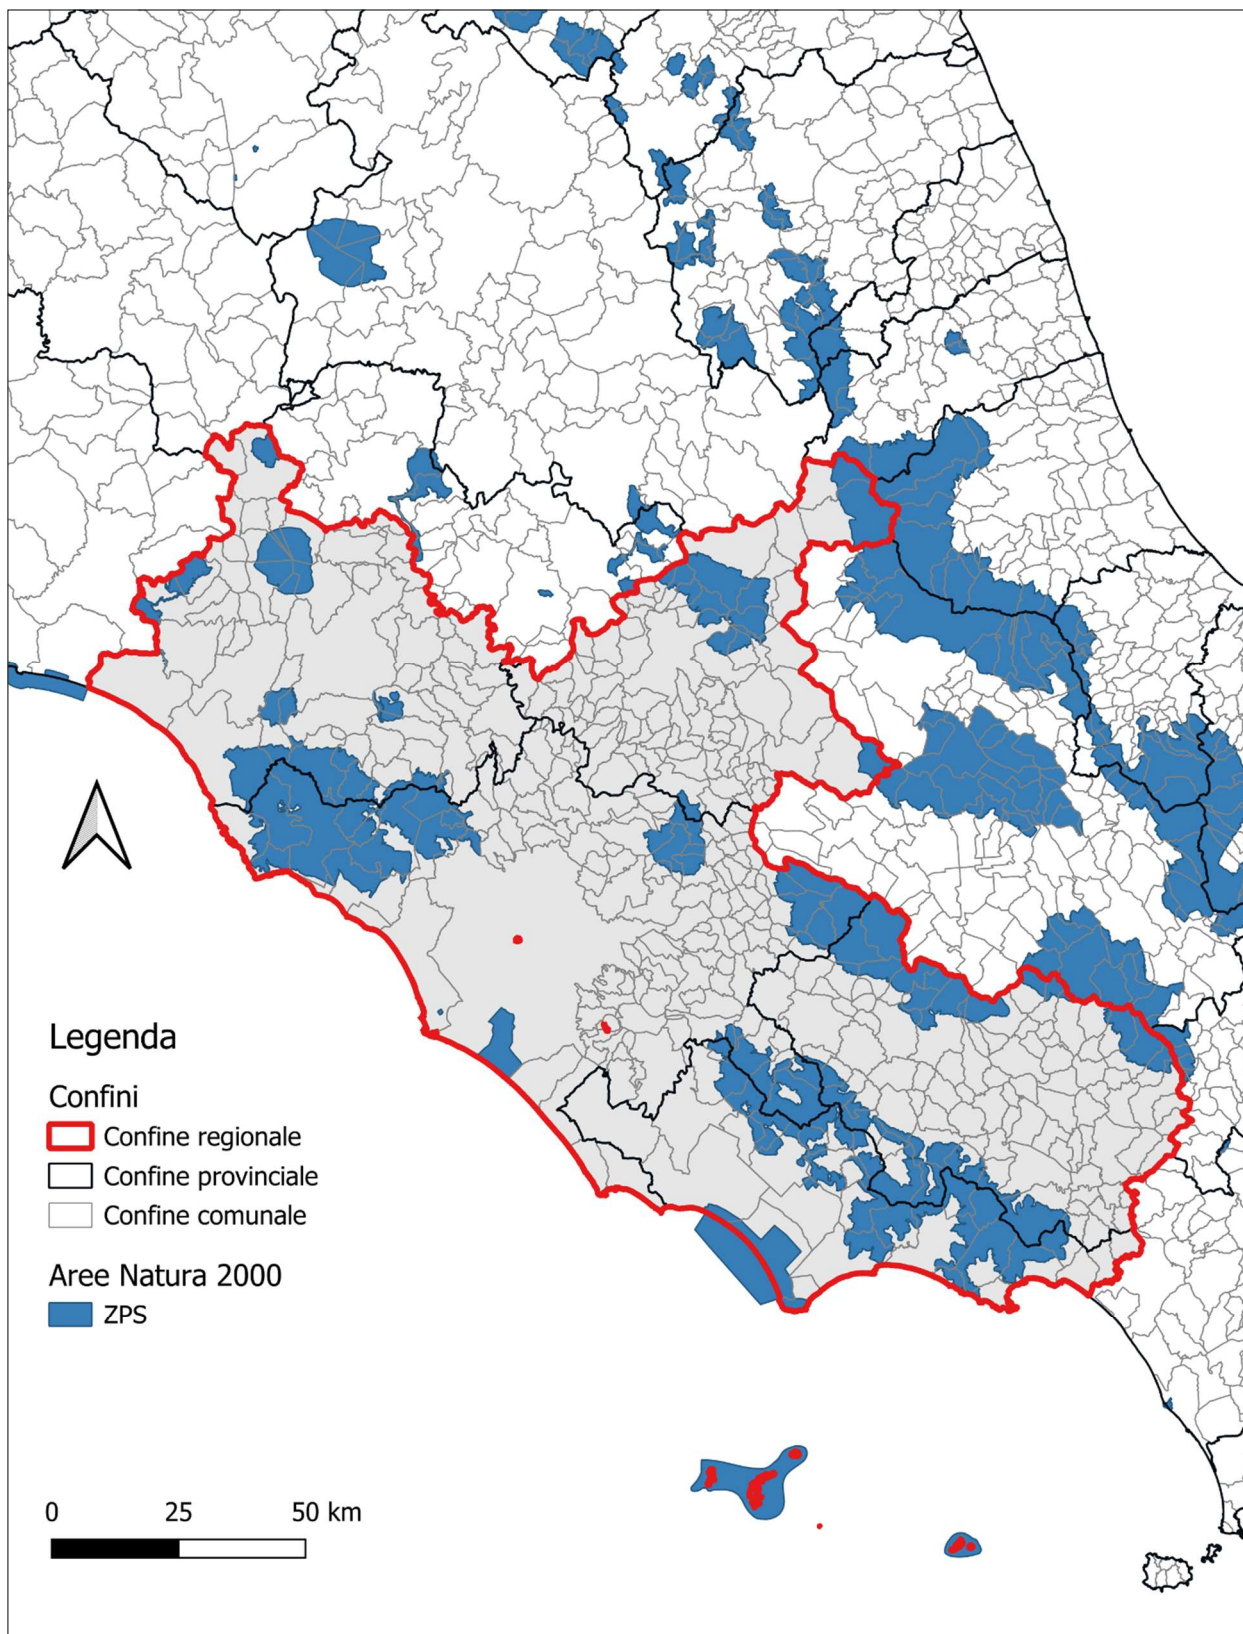 Legenda
Confini
Confine regionale
Confine provinciale
Confine comunale
Aree Natura 2000
ZPS
0 25 50 km